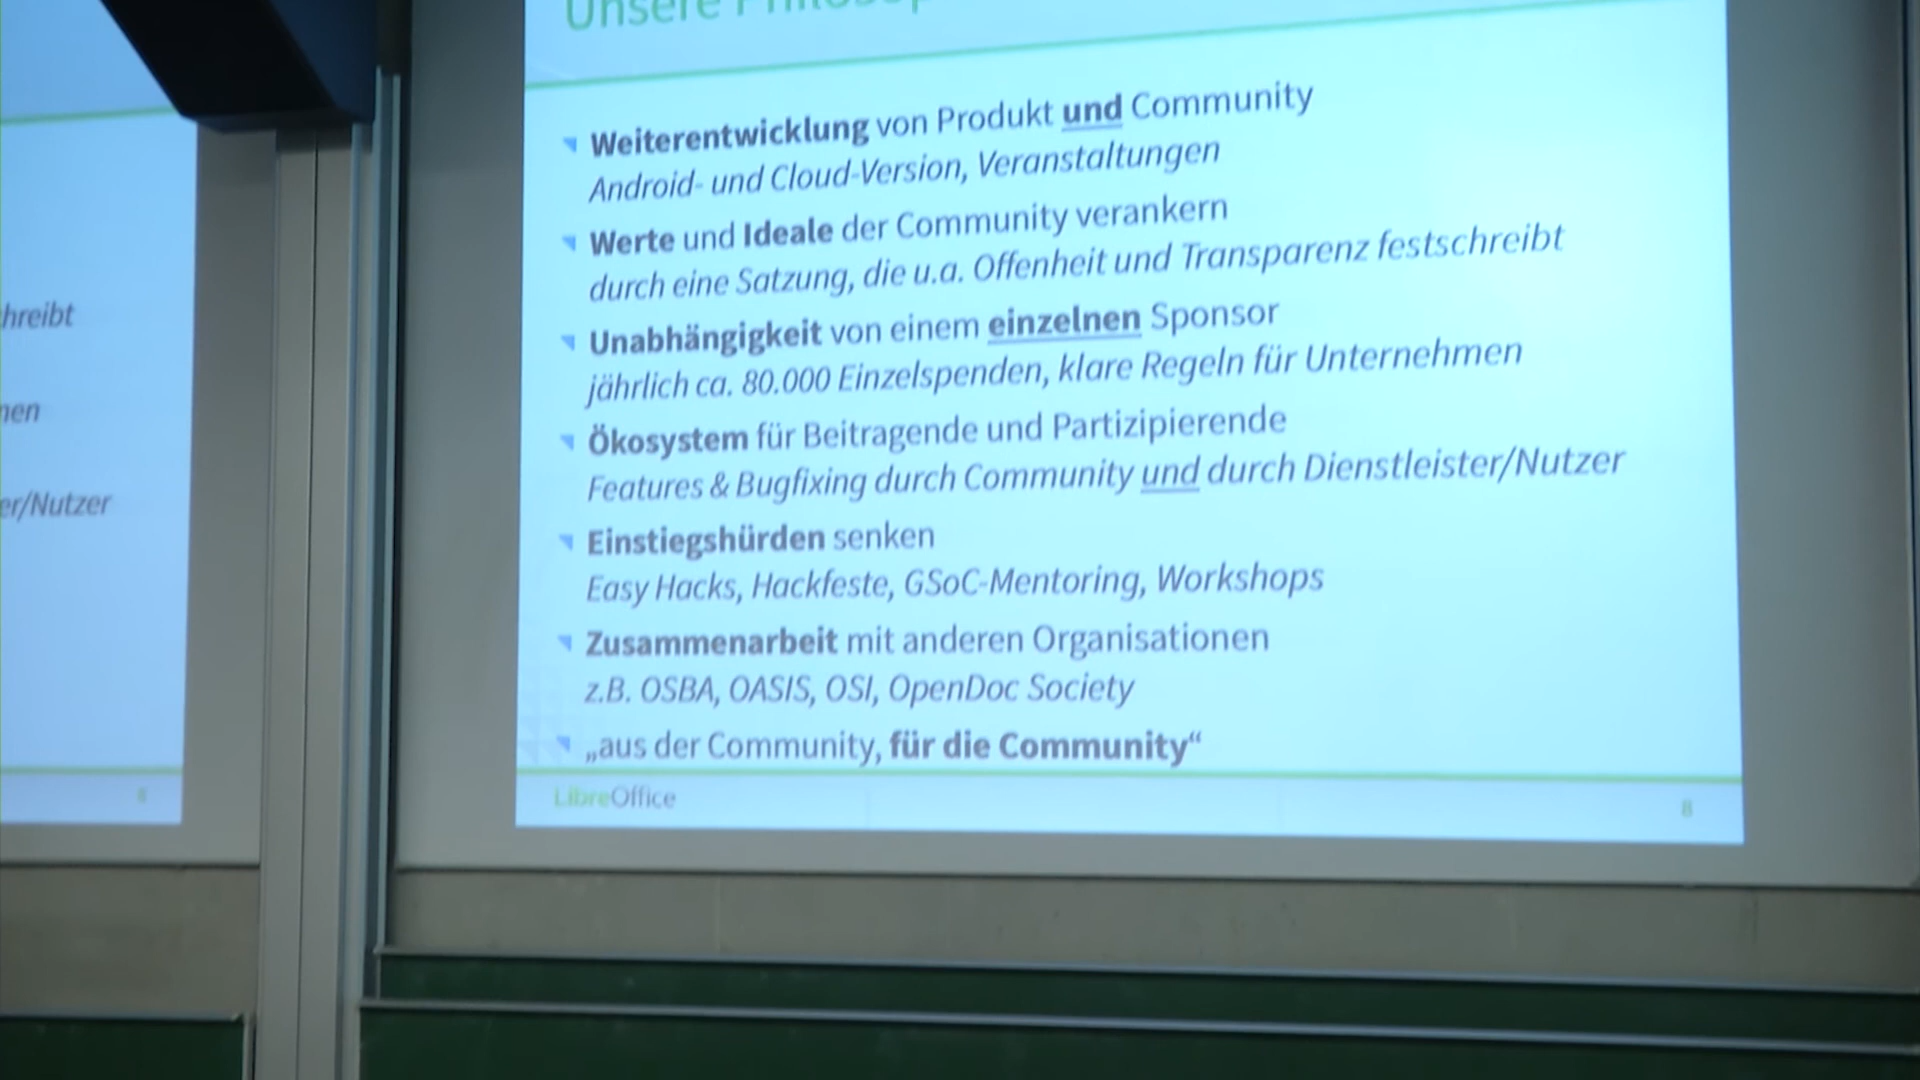 Unsere
Weiterentwicklung von Produkt und Community
Android- und Cloud-Version, Veranstaltungen
Werte und Ideale der Community verankern
durch eine Satzung, die u.a. Offenheit und Transparenz festschreibt
Unabhängigkeit von einem einzelnen Sponsor
jährlich ca. 80.000 Einzelspenden, klare Regeln für Unternehmen
Ökosystem für Beitragende und Partizipierende
Features & Bugfixing durch Community und durch Dienstleister/Nutzer
Einstiegshürden senken
Easy Hacks, Hackfeste, GSoC-Mentoring, Workshops
Zusammenarbeit mit anderen Organisationen
z.B. OSBA, OASIS, OSI, OpenDoc Society
„aus der Community, für die Community“
LibreOffice
8
hreibt
nen
er/Nutzer